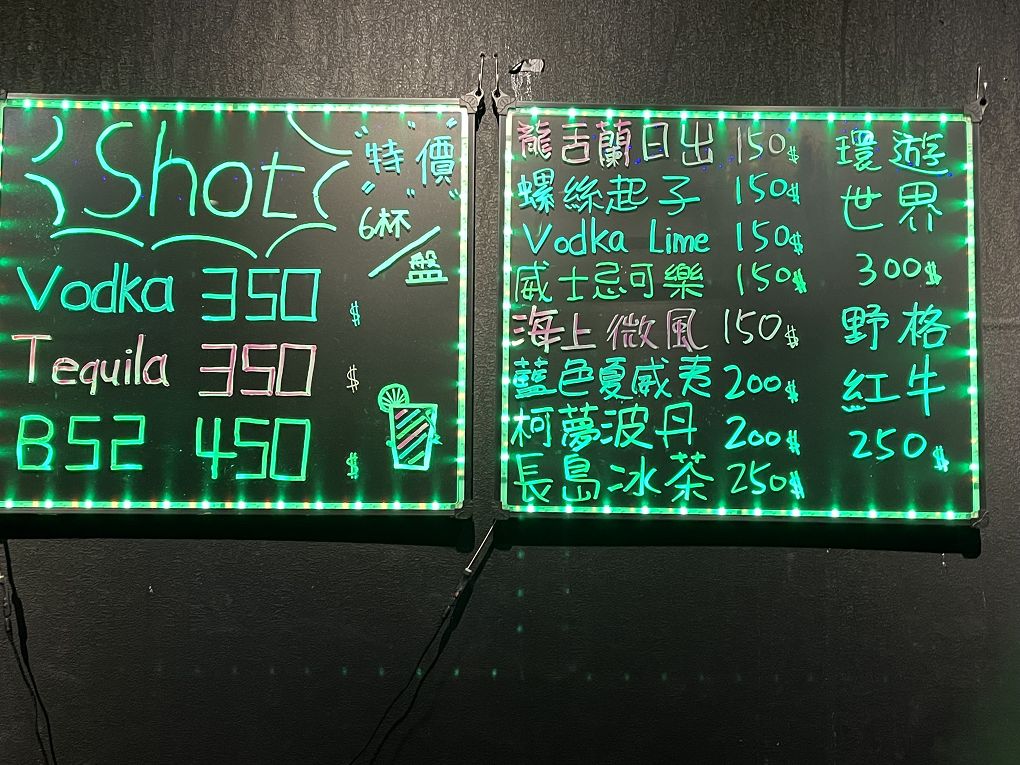 Shot
"特價"
6杯/盤
Vodka 350$
Tequila 350$
B52 450$
龍舌蘭日出 150$
螺絲起子 150$
Vodka Lime 150$
威士忌可樂 150$
海上微風 150$
藍色夏威夷 200$
柯夢波丹 200$
長島冰茶 250$
環遊
世界
300$
野格
紅牛
250$